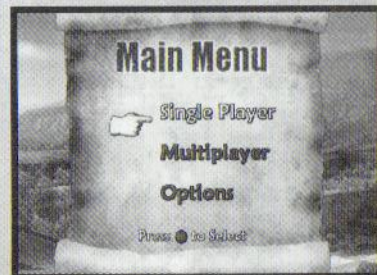 Main Menu
Single Player
Multiplayer
Options
Press to Select